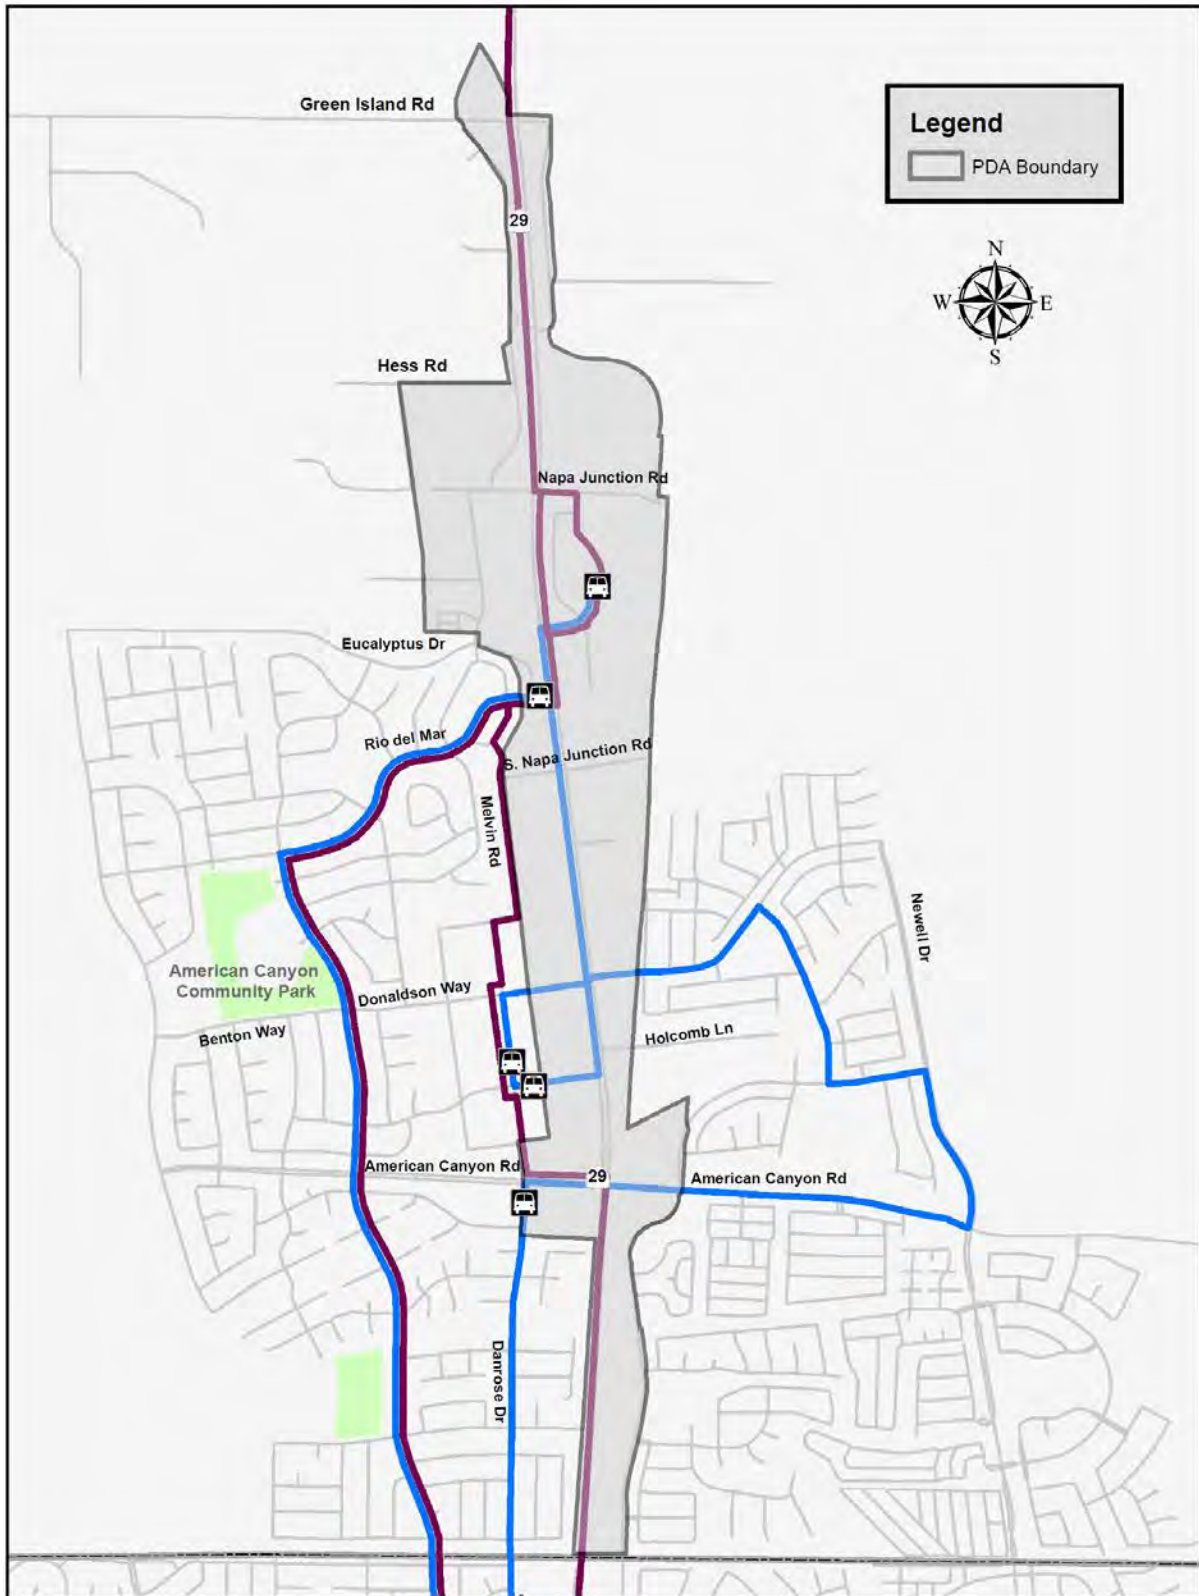 Green Island Rd
Legend
PDA Boundary
29
N
W
E
S
Hess Rd
Napa Junction Rd
Eucalyptus Dr
Rio del Mar
S. Napa Junction Rd
Melvin Rd
Newell Dr
American Canyon
Community Park
Donaldson Way
Benton Way
Holcomb Ln
American Canyon Rd
29
American Canyon Rd
Danrose Dr